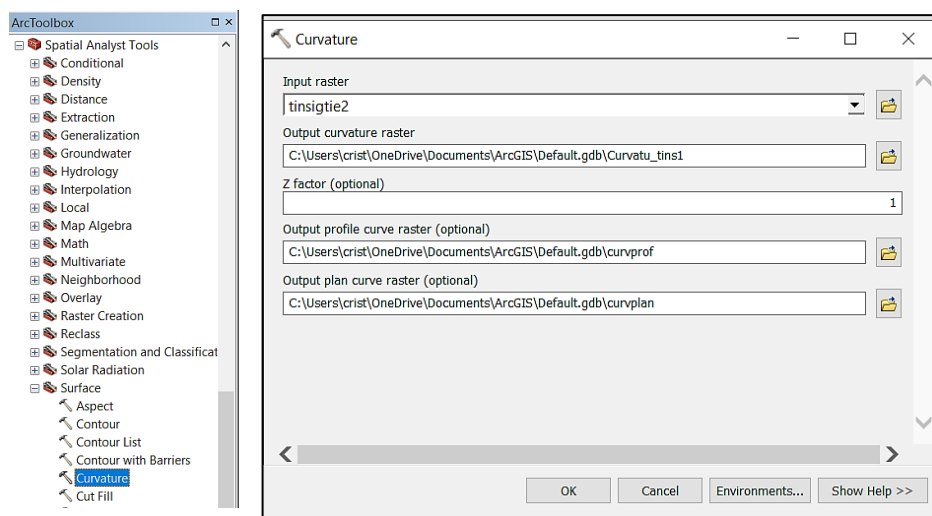 ArcToolbox
Spatial Analyst Tools
Conditional
Density
Distance
Extraction
Generalization
Groundwater
Hydrology
Interpolation
Local
Map Algebra
Math
Multivariate
Neighborhood
Overlay
Raster Creation
Reclass
Segmentation and Classificat
Solar Radiation
Surface
Aspect
Contour
Contour List
Contour with Barriers
Curvature
Cut Fill
Curvature
Input raster
tinsigtie2
Output curvature raster
C:\Users\crist\OneDrive\Documents\ArcGIS\Default.gdb\Curvatu_tins1
Z factor (optional)
1
Output profile curve raster (optional)
C:\Users\crist\OneDrive\Documents\ArcGIS\Default.gdb\curvprof
Output plan curve raster (optional)
C:\Users\crist\OneDrive\Documents\ArcGIS\Default.gdb\curvplan
OK Cancel Environments... Show Help >>